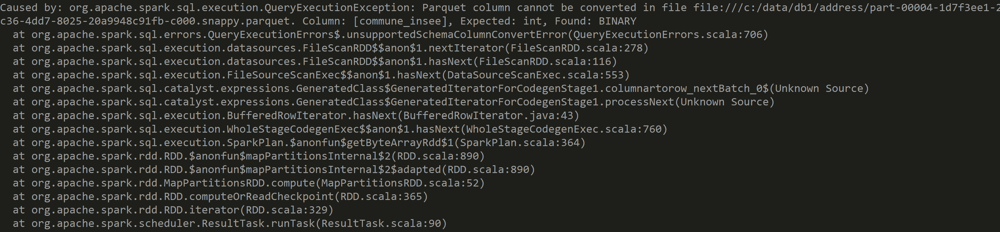 Caused by: org.apache.spark.sql.execution.QueryExecutionException: Parquet column cannot be converted in file file:///c:/data/db1/address/part-00004-1d7f3ee1-2
c36-4dd7-8025-20a9948c91fb-c000.snappy.parquet. Column: [commune_insee], Expected: int, Found: BINARY
  at org.apache.spark.sql.errors.QueryExecutionErrors$.unsupportedSchemaColumnConvertError(QueryExecutionErrors.scala:706)
  at org.apache.spark.sql.execution.datasources.FileScanRDD$$anon$1.nextIterator(FileScanRDD.scala:278)
  at org.apache.spark.sql.execution.datasources.FileScanRDD$$anon$1.hasNext(FileScanRDD.scala:116)
  at org.apache.spark.sql.execution.FileSourceScanExec$$anon$1.hasNext(DataSourceScanExec.scala:553)
  at org.apache.spark.sql.catalyst.expressions.GeneratedClass$GeneratedIteratorForCodegenStage1.columnartorow_nextBatch_0$(Unknown Source)
  at org.apache.spark.sql.catalyst.expressions.GeneratedClass$GeneratedIteratorForCodegenStage1.processNext(Unknown Source)
  at org.apache.spark.sql.execution.BufferedRowIterator.hasNext(BufferedRowIterator.java:43)
  at org.apache.spark.sql.execution.WholeStageCodegenExec$$anon$1.hasNext(WholeStageCodegenExec.scala:760)
  at org.apache.spark.sql.execution.SparkPlan.$anonfun$getByteArrayRdd$1(SparkPlan.scala:364)
  at org.apache.spark.rdd.RDD.$anonfun$mapPartitionsInternal$2(RDD.scala:890)
  at org.apache.spark.rdd.RDD.$anonfun$mapPartitionsInternal$2$adapted(RDD.scala:890)
  at org.apache.spark.rdd.MapPartitionsRDD.compute(MapPartitionsRDD.scala:52)
  at org.apache.spark.rdd.RDD.computeOrReadCheckpoint(RDD.scala:365)
  at org.apache.spark.rdd.RDD.iterator(RDD.scala:329)
  at org.apache.spark.scheduler.ResultTask.runTask(ResultTask.scala:90)